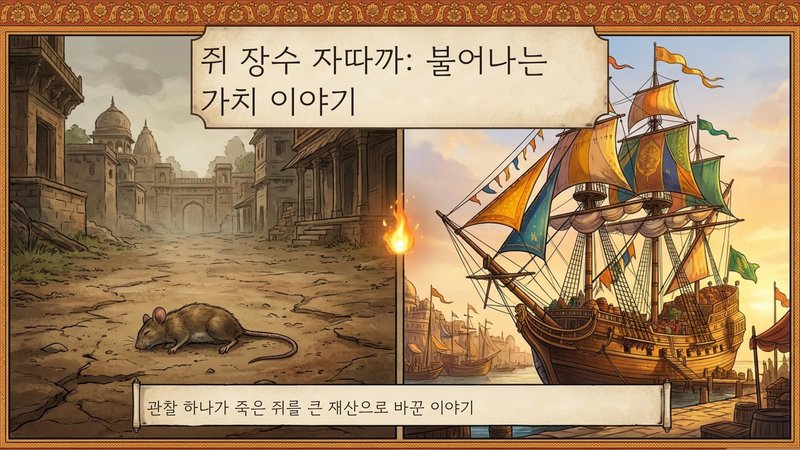 쥐 장수 자따까: 불어나는
가치 이야기
관찰 하나가 죽은 쥐를 큰 재산으로 바꾼 이야기